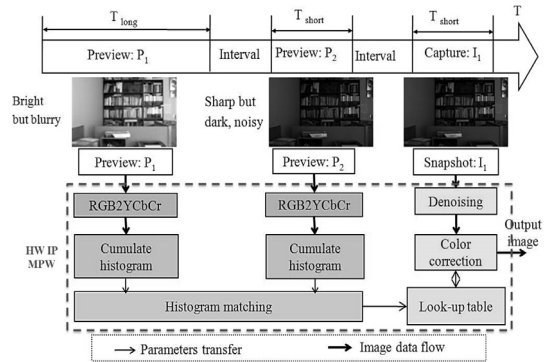 T long
T short
T short
T
Preview: P1
Interval
Preview: P2
Interval
Capture: I1
Bright
but blurry
Sharp but
dark, noisy
Preview: P1
Preview: P2
Snapshot: I1
RGB2YCbCr
RGB2YCbCr
Denoising
Output
image
HW IP
MPW
Cumulate
histogram
Cumulate
histogram
Color
correction
Histogram matching
Look-up table
Parameters transfer
Image data flow